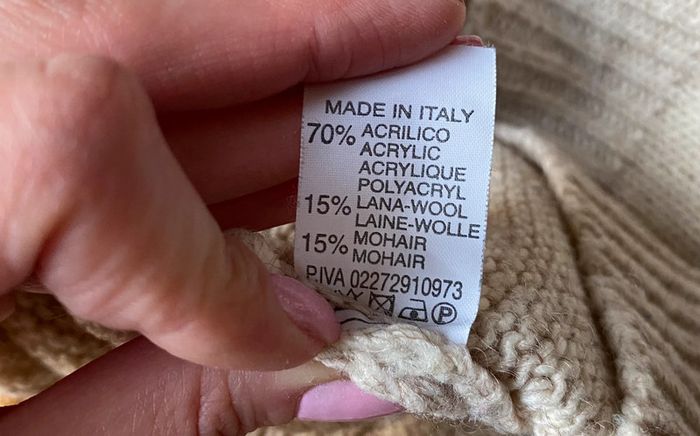 MADE IN ITALY
70% ACRILICO
ACRYLIC
ACRYLIQUE
POLYACRYL
15% LANA-WOOL
LAINE-WOLLE
15% MOHAIR
MOHAIR
P.IVA 02272910973
P